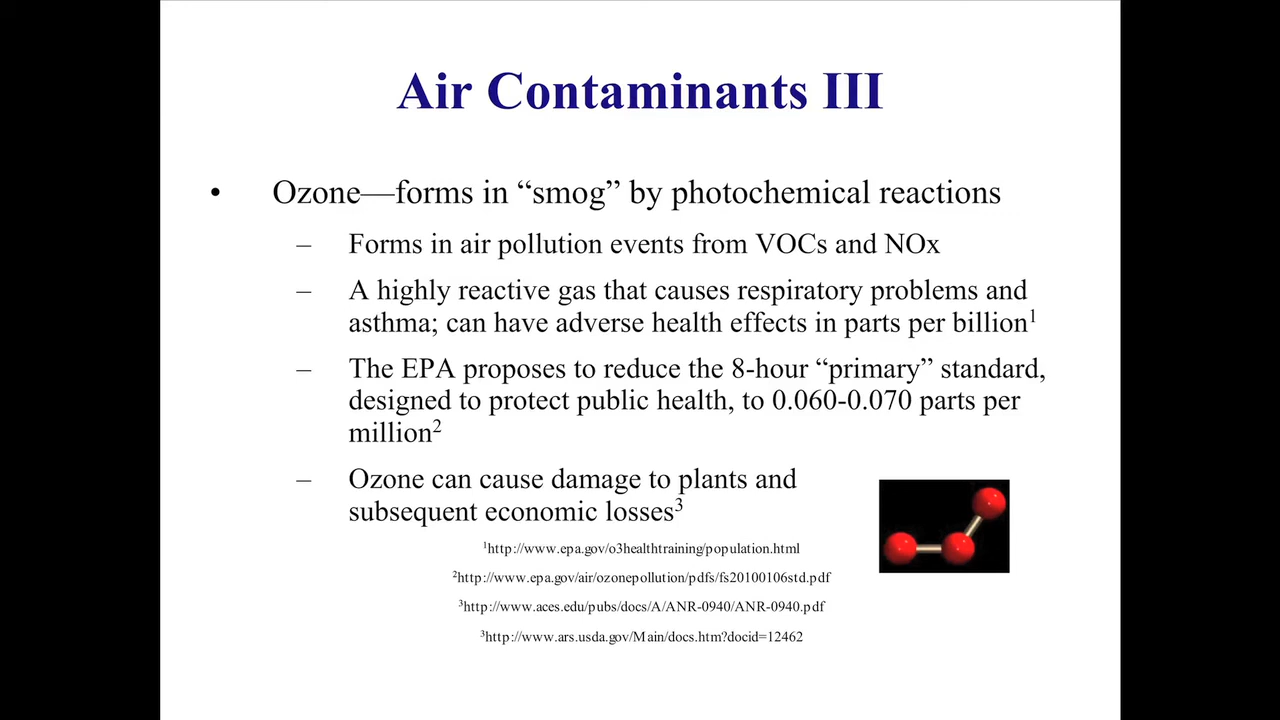 Air Contaminants III
• Ozone—forms in “smog” by photochemical reactions
– Forms in air pollution events from VOCs and NOx
– A highly reactive gas that causes respiratory problems and
asthma; can have adverse health effects in parts per billion¹
– The EPA proposes to reduce the 8-hour “primary” standard,
designed to protect public health, to 0.060-0.070 parts per
million²
– Ozone can cause damage to plants and
subsequent economic losses³
¹http://www.epa.gov/o3healthtraining/population.html
²http://www.epa.gov/air/ozonepollution/pdfs/fs20100106std.pdf
³http://www.aces.edu/pubs/docs/A/ANR-0940/ANR-0940.pdf
³http://www.ars.usda.gov/Main/docs.htm?docid=12462